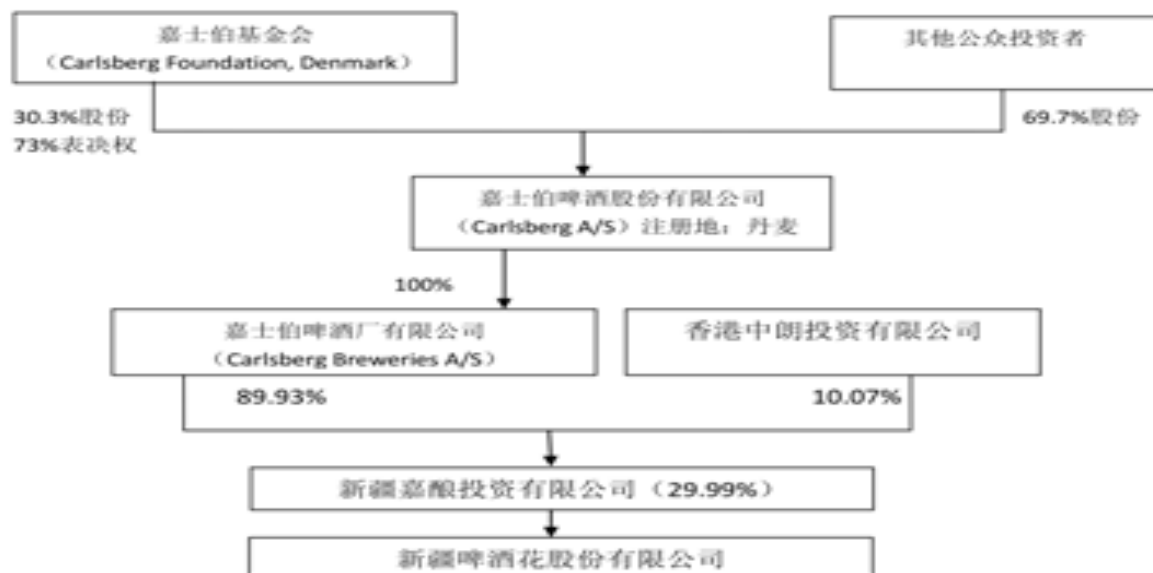 嘉士伯基金会
（Carlsberg Foundation, Denmark）
其他公众投资者
30.3%股份
73%表决权
69.7%股份
嘉士伯啤酒股份有限公司
（Carlsberg A/S）注册地：丹麦
100%
嘉士伯啤酒厂有限公司
（Carlsberg Breweries A/S）
香港中朗投资有限公司
89.93%
10.07%
新疆嘉酿投资有限公司（29.99%）
新疆啤酒花股份有限公司